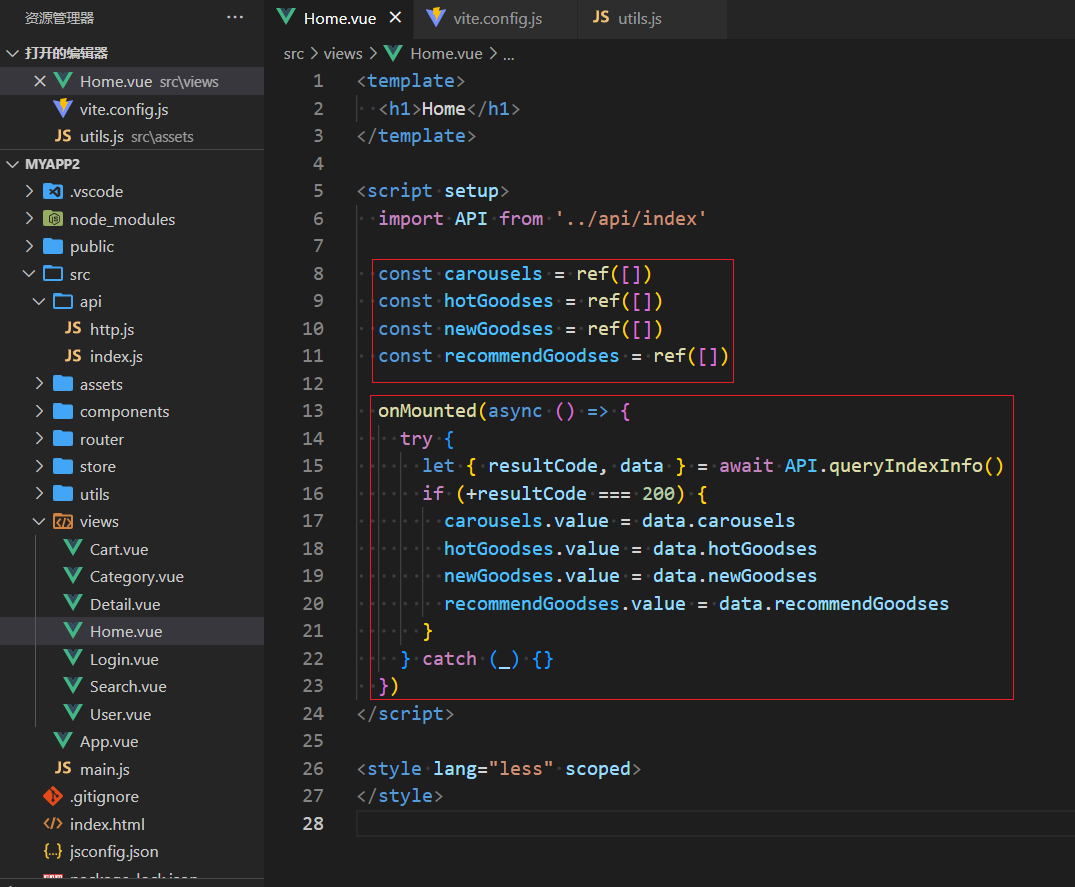 资源管理器 ···
打开的编辑器
Home.vue src\views
vite.config.js
JS utils.js src\assets
MYAPP2
.vscode
node_modules
public
src
api
JS http.js
JS index.js
assets
components
router
store
utils
views
Cart.vue
Category.vue
Detail.vue
Home.vue
Login.vue
Search.vue
User.vue
App.vue
JS main.js
.gitignore
index.html
jsconfig.json
package-lock.json
Home.vue
vite.config.js
JS utils.js
src > views > Home.vue > ...
1 <template>
2 <h1>Home</h1>
3 </template>
4
5 <script setup>
6 import API from '../api/index'
7
8 const carousels = ref([])
9 const hotGoodses = ref([])
10 const newGoodses = ref([])
11 const recommendGoodses = ref([])
12
13 onMounted(async () => {
14 try {
15 let { resultCode, data } = await API.queryIndexInfo()
16 if (+resultCode === 200) {
17 carousels.value = data.carousels
18 hotGoodses.value = data.hotGoodses
19 newGoodses.value = data.newGoodses
20 recommendGoodses.value = data.recommendGoodses
21 }
22 } catch (_) {}
23 })
24 </script>
25
26 <style lang="less" scoped>
27 </style>
28